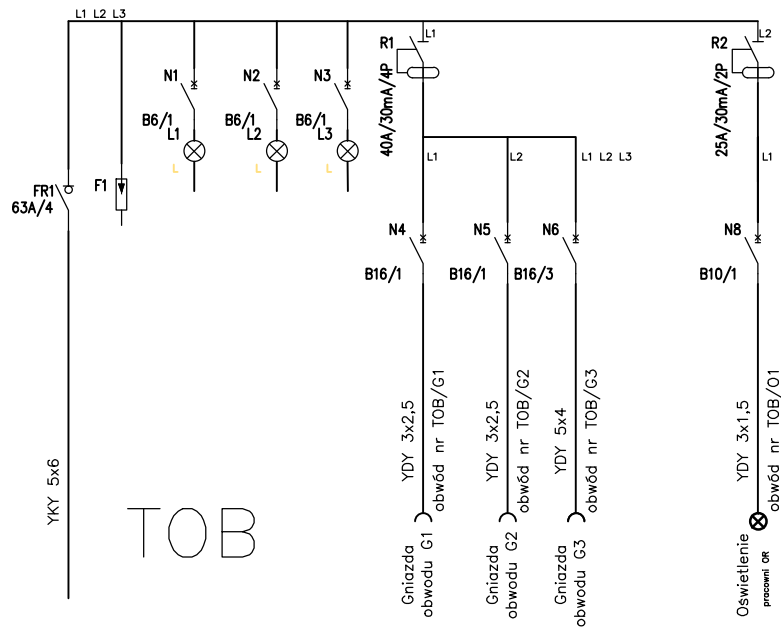 L1 L2 L3
FR1
63A/4
YKY 5x6
F1
N1
B6/1
L1
L
N2
B6/1
L2
L
N3
B6/1
L3
L
R1
L1
40A/30mA/4P
L1
L2
L1 L2 L3
N4
B16/1
N5
B16/1
N6
B16/3
YDY 3x2,5
obwód nr TOB/G1
YDY 3x2,5
obwód nr TOB/G2
YDY 5x4
obwód nr TOB/G3
Gniazda
obwodu G1
Gniazda
obwodu G2
Gniazda
obwodu G3
R2
L2
25A/30mA/2P
L1
N8
B10/1
YDY 3x1,5
obwód nr TOB/O1
Oświetlenie
pracowni OR
TOB